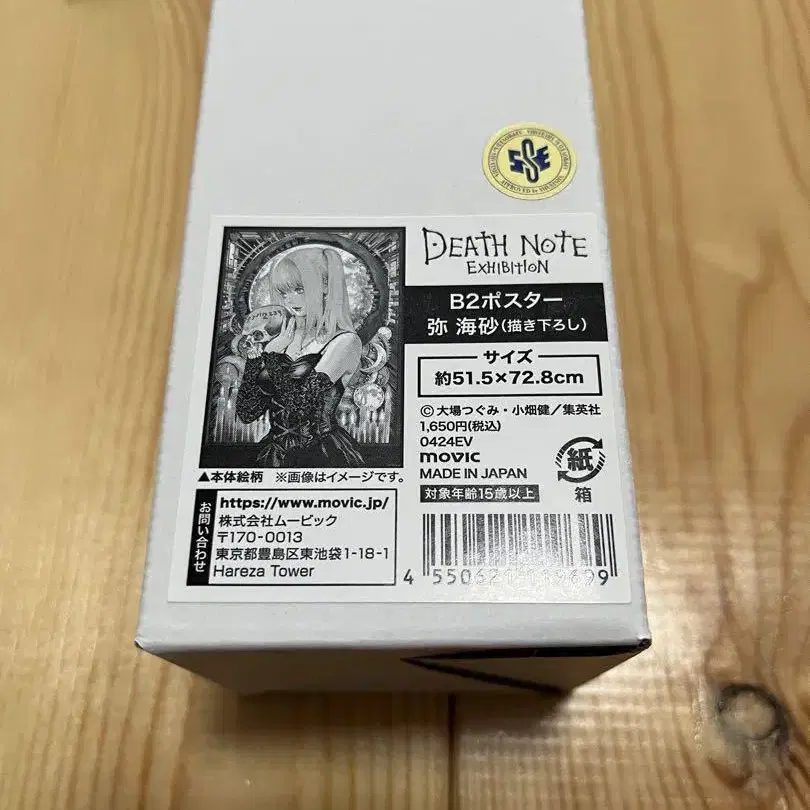 DEATH NOTE
EXHIBITION
B2ポスター
弥 海砂(描き下ろし)
サイズ
約51.5×72.8cm
©大場つぐみ・小畑健／集英社
1,650円(税込)
0424EV
movic
MADE IN JAPAN
対象年齢15歳以上
紙
箱
▲本体絵柄 ※画像はイメージです。
お問い合わせ
https://www.movic.jp/
株式会社ムービック
〒170-0013
東京都豊島区東池袋1-18-1
Hareza Tower